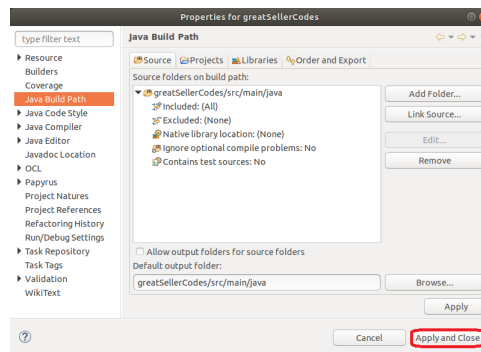 Properties for greatSellerCodes
type filter text
Java Build Path
Resource
Builders
Coverage
Java Build Path
Java Code Style
Java Compiler
Java Editor
Javadoc Location
OCL
Papyrus
Project Natures
Project References
Refactoring History
Run/Debug Settings
Task Repository
Task Tags
Validation
WikiText
Source Projects Libraries Order and Export
Source folders on build path:
greatSellerCodes/src/main/java
Included: (All)
Excluded: (None)
Native library location: (None)
Ignore optional compile problems: No
Contains test sources: No
Add Folder...
Link Source...
Edit...
Remove
Allow output folders for source folders
Default output folder:
greatSellerCodes/src/main/java
Browse...
Apply
?
Cancel
Apply and Close